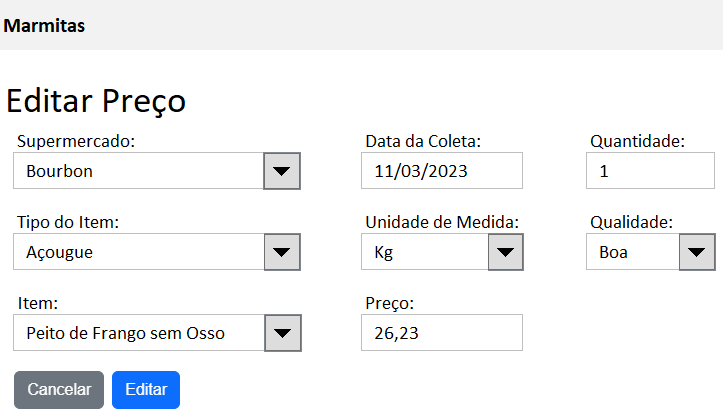 Marmitas
Editar Preço
Supermercado: Data da Coleta: Quantidade:
Bourbon 11/03/2023 1
Tipo do Item: Unidade de Medida: Qualidade:
Açougue Kg Boa
Item: Preço:
Peito de Frango sem Osso 26,23
Cancelar Editar